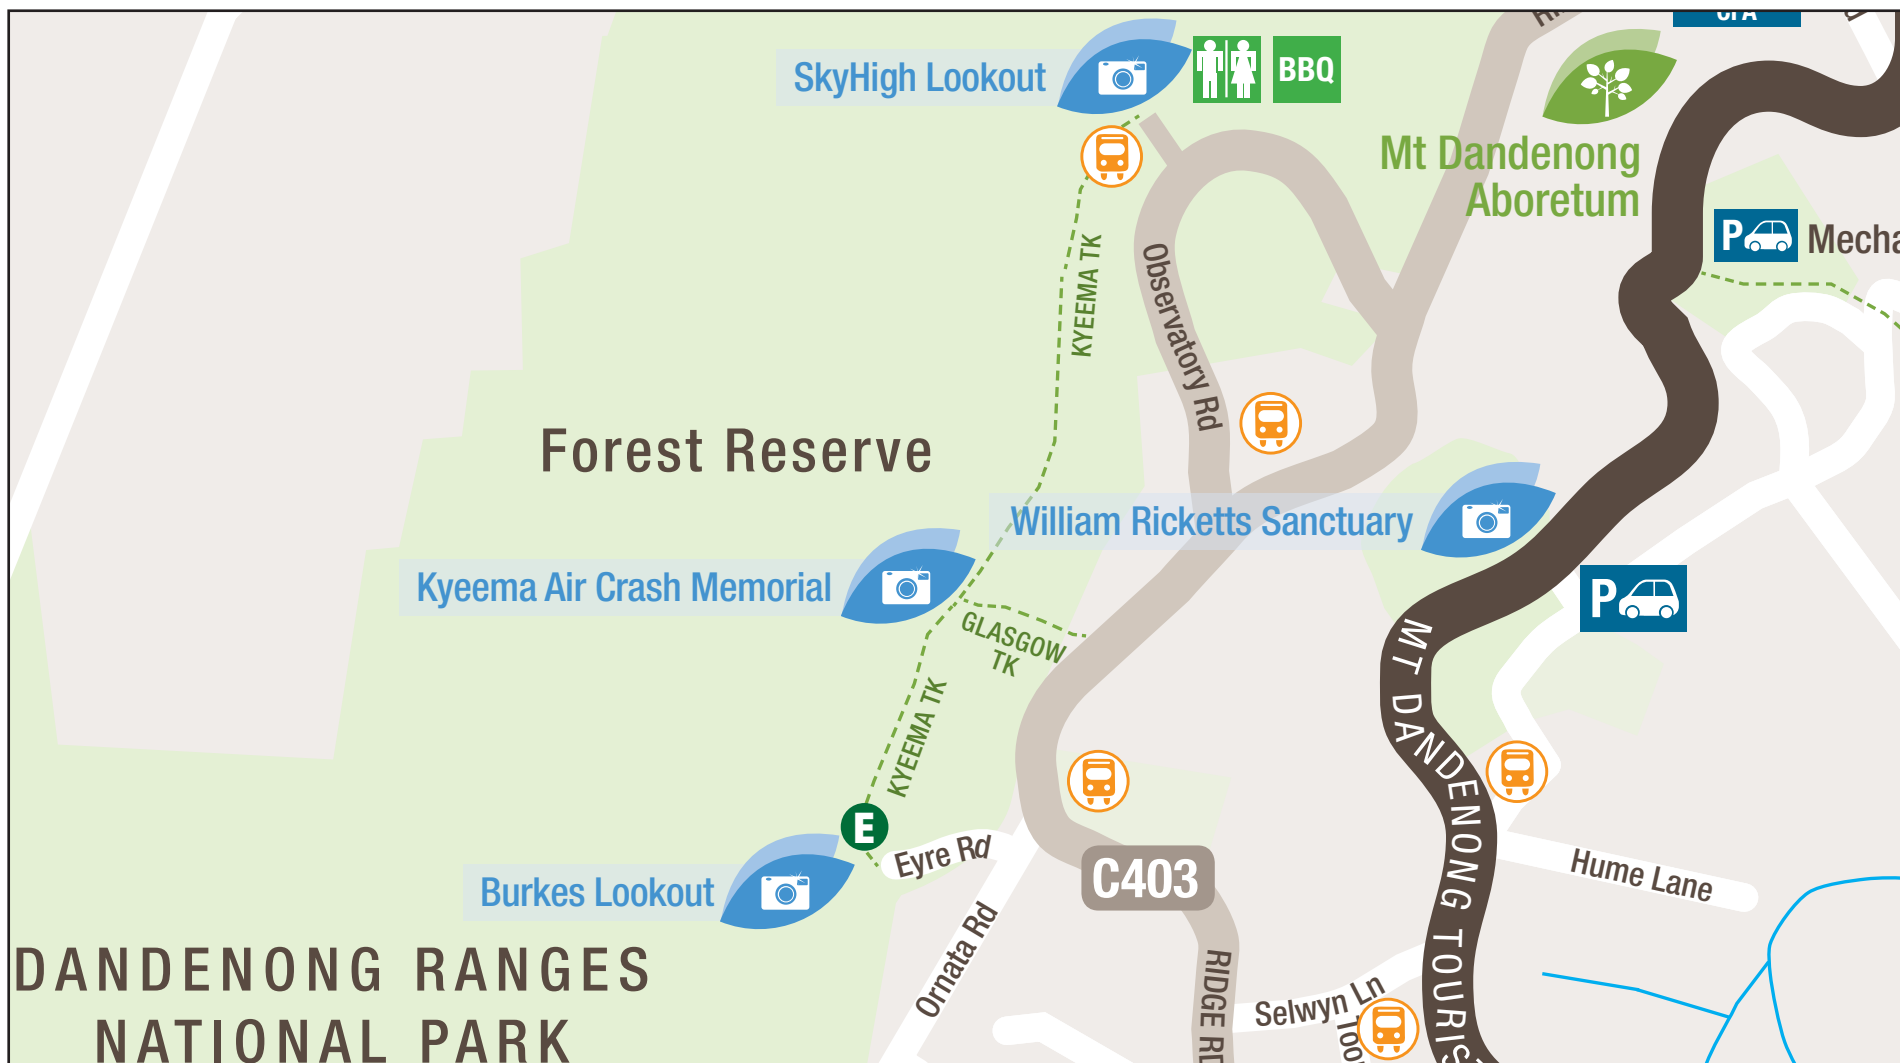 CFA
SkyHigh Lookout
BBQ
Mt Dandenong
Aboretum
P
KYEEMA TK
Observatory Rd
Forest Reserve
William Ricketts Sanctuary
Kyeema Air Crash Memorial
P
GLASGOW
TK
KYEEMA TK
MT DANDENONG TOURIS
E
Eyre Rd
C403
Hume Lane
Burkes Lookout
Ornata Rd
RIDGE RD
Selwyn Ln
DANDENONG RANGES
NATIONAL PARK